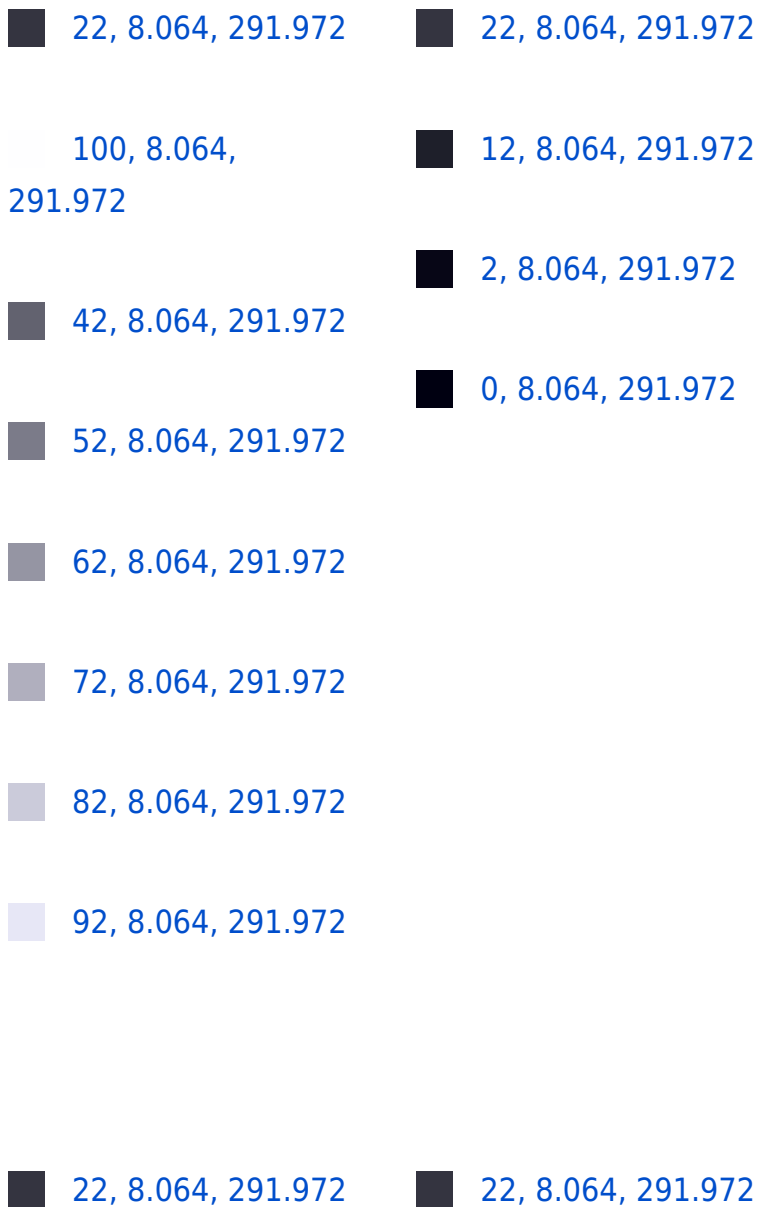 22, 8.064, 291.972
100, 8.064,
291.972
42, 8.064, 291.972
52, 8.064, 291.972
62, 8.064, 291.972
72, 8.064, 291.972
82, 8.064, 291.972
92, 8.064, 291.972
22, 8.064, 291.972
12, 8.064, 291.972
2, 8.064, 291.972
0, 8.064, 291.972
22, 8.064, 291.972
22, 8.064, 291.972